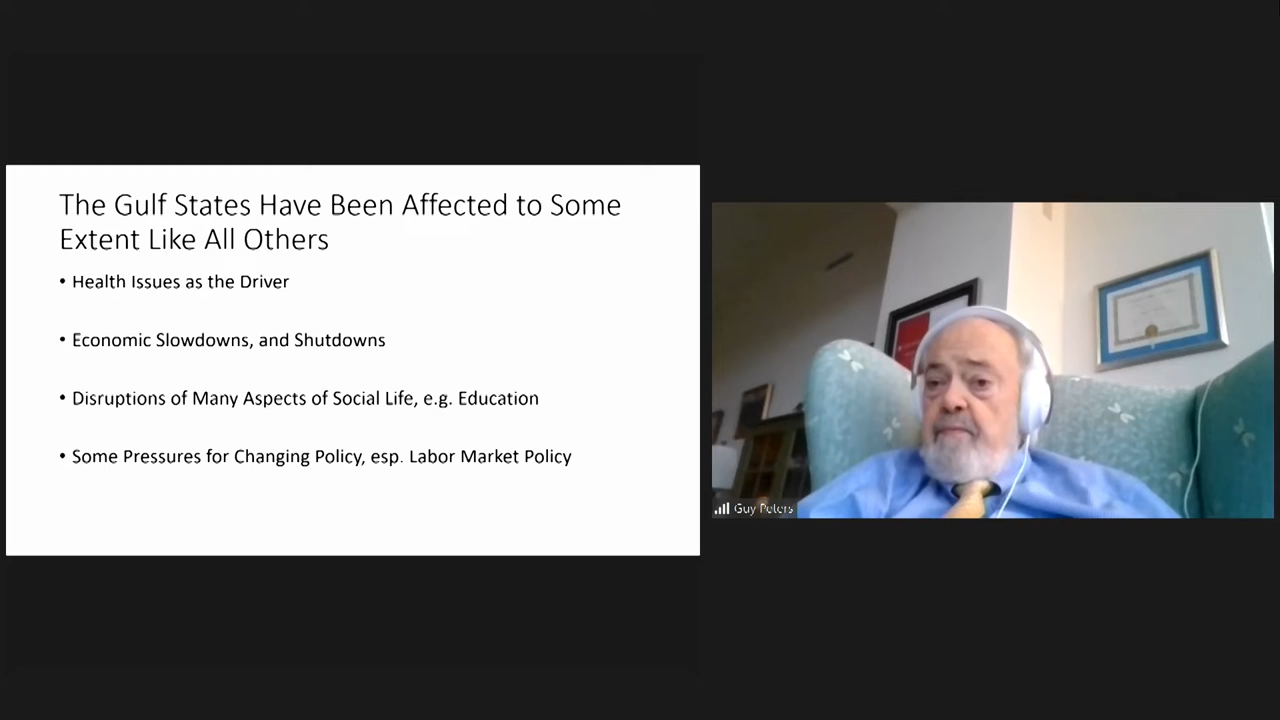 The Gulf States Have Been Affected to Some
Extent Like All Others
• Health Issues as the Driver
• Economic Slowdowns, and Shutdowns
• Disruptions of Many Aspects of Social Life, e.g. Education
• Some Pressures for Changing Policy, esp. Labor Market Policy
Guy Peters